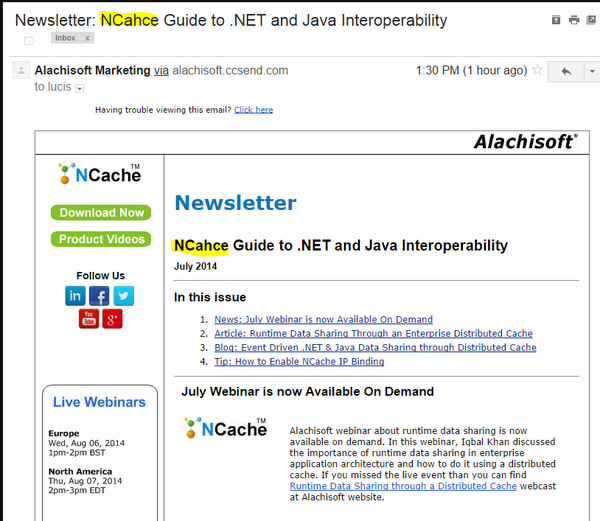 Newsletter: NCahce Guide to .NET and Java Interoperability
Inbox x
Alachisoft Marketing via alachisoft.ccsend.com
1:30 PM (1 hour ago)
to lucis
Having trouble viewing this email? Click here
Alachisoft®
NCache™
Download Now
Product Videos
Follow Us
in f
You Tube g+
Live Webinars
Europe
Wed, Aug 06, 2014
1pm-2pm BST
North America
Thu, Aug 07, 2014
2pm-3pm EDT
Newsletter
NCahce Guide to .NET and Java Interoperability
July 2014
In this issue
1. News: July Webinar is now Available On Demand
2. Article: Runtime Data Sharing Through an Enterprise Distributed Cache
3. Blog: Event Driven .NET & Java Data Sharing through Distributed Cache
4. Tip: How to Enable NCache IP Binding
July Webinar is now Available On Demand
NCache™
Alachisoft webinar about runtime data sharing is now
available on demand. In this webinar, Iqbal Khan discussed
the importance of runtime data sharing in enterprise
application architecture and how to do it using a distributed
cache. If you missed the live event than you can find
Runtime Data Sharing through a Distributed Cache webcast
at Alachisoft website.